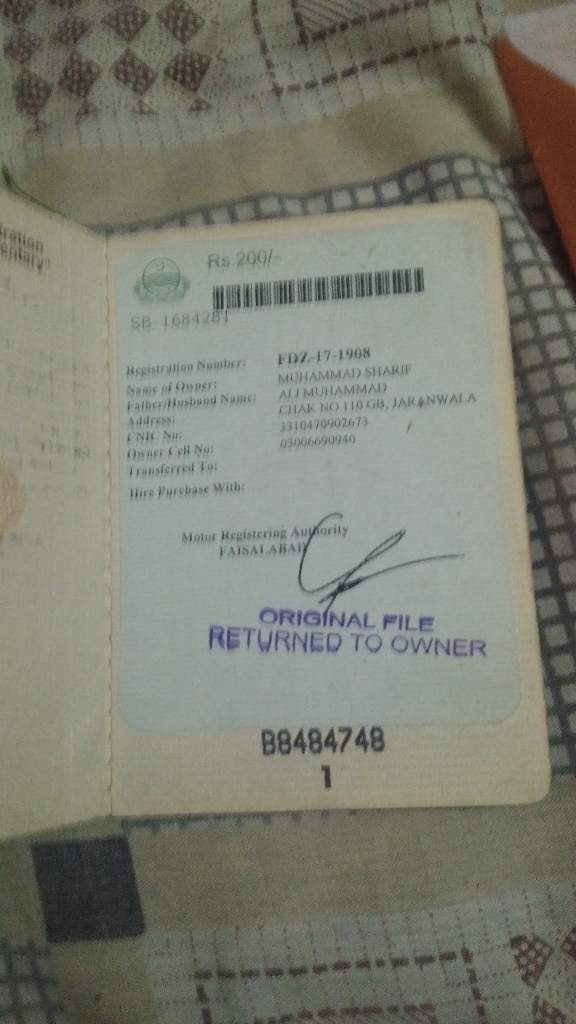 Rs.200/-
SB 1684281
Registration Number: FDZ-17-1908
Name of Owner: MUHAMMAD SHARIF
Father/Husband Name: ALI MUHAMMAD
Address: CHAK NO 110 GB, JARANWALA
CNIC No: 3310470902673
Owner Cell No: 03006690940
Transferred To:
Hire Purchase With:
Motor Registering Authority
FAISALABAD
ORIGINAL FILE
RETURNED TO OWNER
B8484748
1